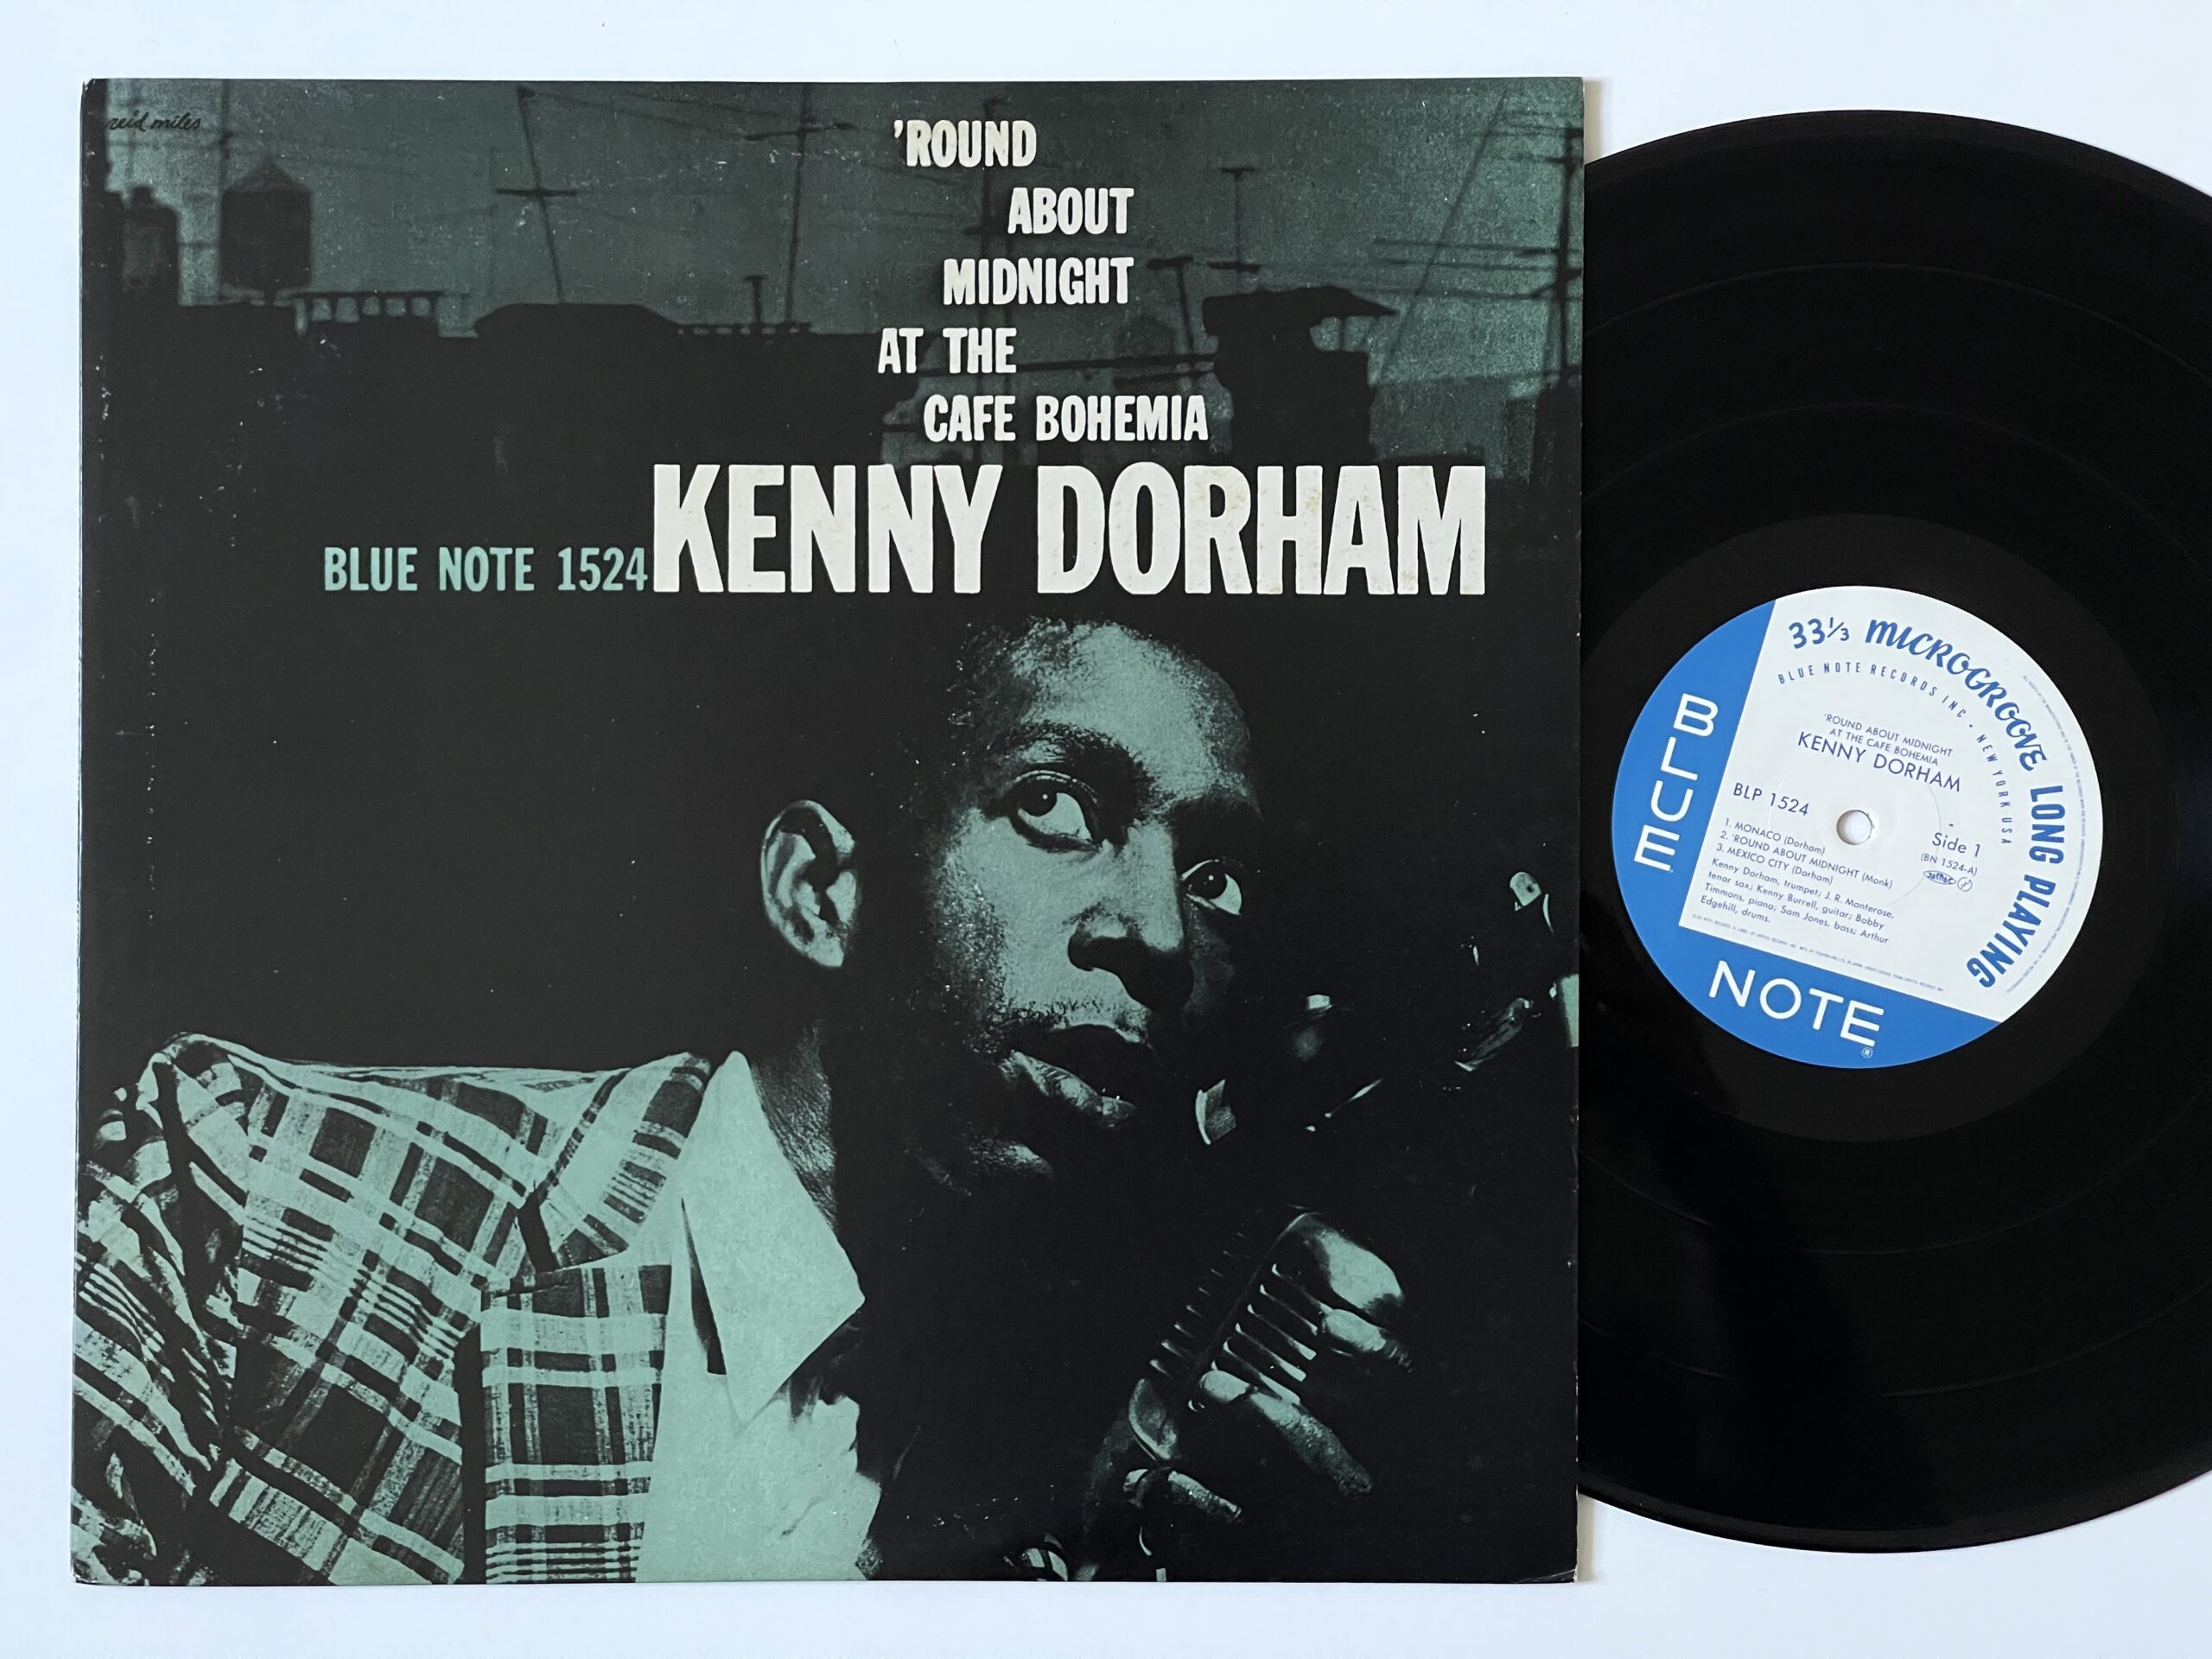 reid miles
'ROUND
ABOUT
MIDNIGHT
AT THE
CAFE BOHEMIA
BLUE NOTE 1524 KENNY DORHAM
33⅓ MICROGROOVE LONG PLAYING
BLUE NOTE RECORDS INC • NEW YORK USA
'ROUND ABOUT MIDNIGHT
AT THE CAFE BOHEMIA
KENNY DORHAM
BLP 1524
Side 1
(BN 1524-A)
1. MONACO (Dorham)
2. 'ROUND ABOUT MIDNIGHT (Monk)
3. MEXICO CITY (Dorham)
Kenny Dorham, trumpet; J. R. Monterose,
tenor sax; Kenny Burrell, guitar; Bobby
Timmons, piano; Sam Jones, bass; Arthur
Edgehill, drums.
BLUE
NOTE®